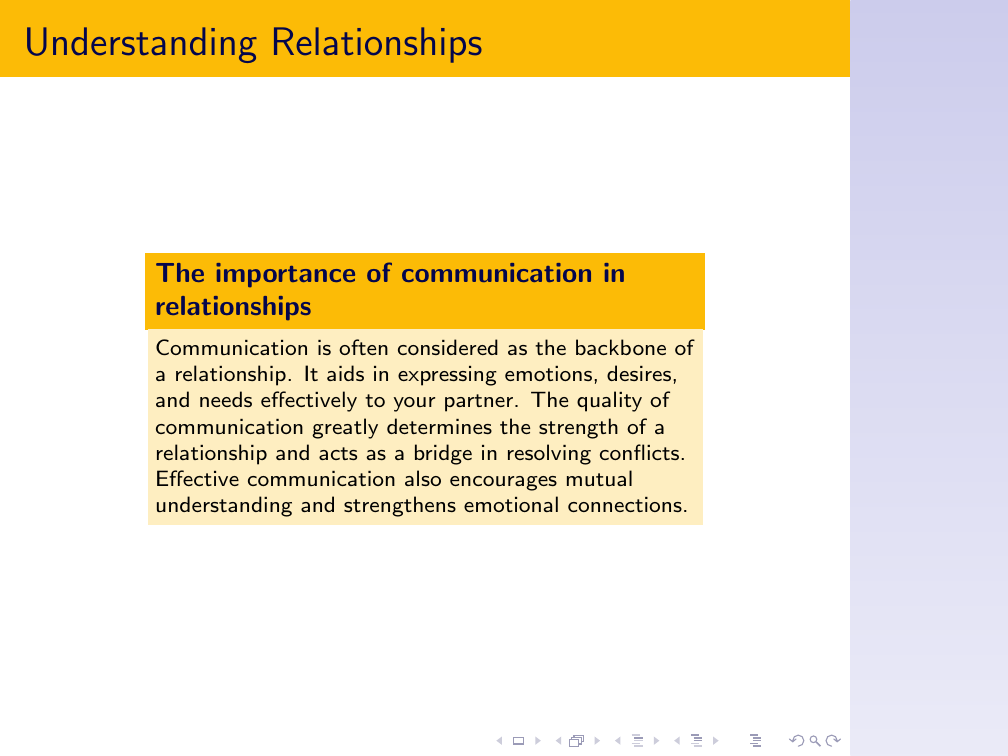 Understanding Relationships
The importance of communication in
relationships
Communication is often considered as the backbone of
a relationship. It aids in expressing emotions, desires,
and needs effectively to your partner. The quality of
communication greatly determines the strength of a
relationship and acts as a bridge in resolving conflicts.
Effective communication also encourages mutual
understanding and strengthens emotional connections.